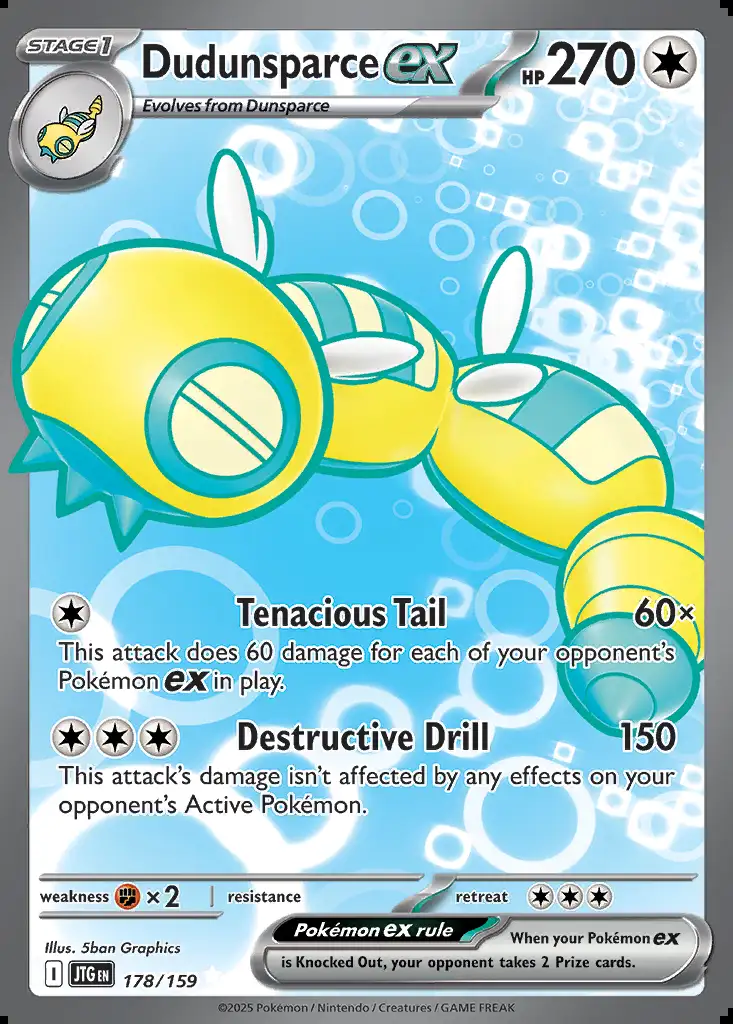 STAGE 1
Dudunsparce ex
HP 270
Evolves from Dunsparce
Tenacious Tail 60×
This attack does 60 damage for each of your opponent's
Pokémon ex in play.
Destructive Drill 150
This attack's damage isn't affected by any effects on your
opponent's Active Pokémon.
weakness ×2 resistance retreat
Illus. 5ban Graphics
Pokémon ex rule
When your Pokémon ex
is Knocked Out, your opponent takes 2 Prize cards.
I JTG EN 178/159
©2025 Pokémon / Nintendo / Creatures / GAME FREAK